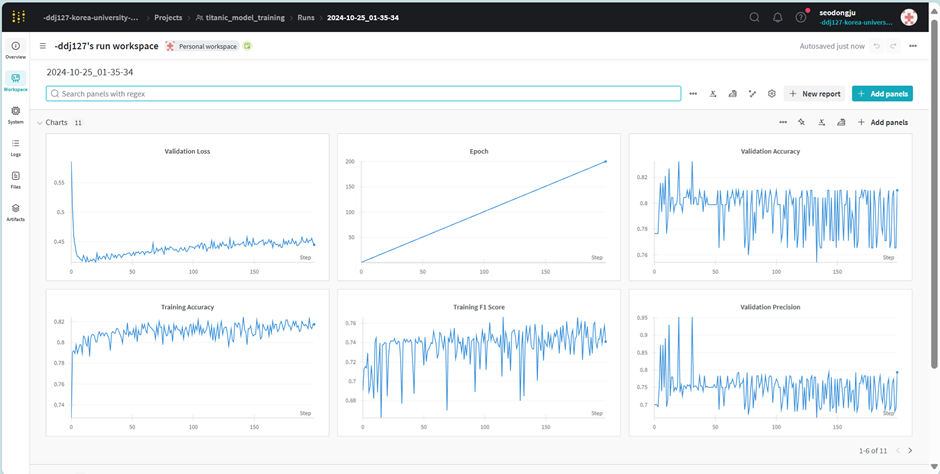 -ddj127-korea-university-... > Projects > titanic_model_training > Runs > 2024-10-25_01-35-34
seodongju
-ddj127-korea-univers...
Overview
Workspace
System
Logs
Files
Artifacts
-ddj127's run workspace Personal workspace Autosaved just now
2024-10-25_01-35-34
Search panels with regex New report Add panels
Charts 11 Add panels
Validation Loss
0.55
0.5
0.45
Step
0 50 100 150
Epoch
200
150
100
50
Step
0 50 100 150
Validation Accuracy
0.82
0.8
0.78
0.76
Step
0 50 100 150
Training Accuracy
0.82
0.8
0.78
0.76
0.74
Step
0 50 100 150
Training F1 Score
0.76
0.74
0.72
0.7
0.68
Step
0 50 100 150
Validation Precision
0.95
0.9
0.85
0.8
0.75
0.7
Step
0 50 100 150
1-6 of 11